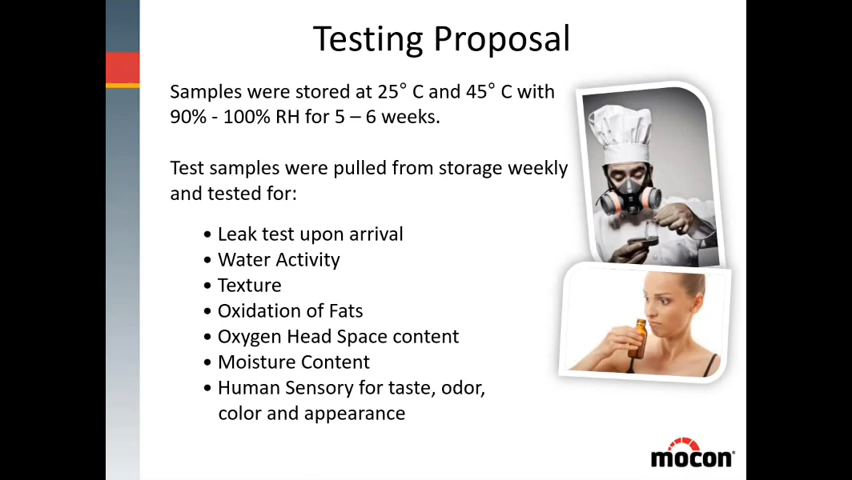 Testing Proposal
Samples were stored at 25° C and 45° C with
90% - 100% RH for 5 – 6 weeks.
Test samples were pulled from storage weekly
and tested for:
• Leak test upon arrival
• Water Activity
• Texture
• Oxidation of Fats
• Oxygen Head Space content
• Moisture Content
• Human Sensory for taste, odor,
color and appearance
mocon®